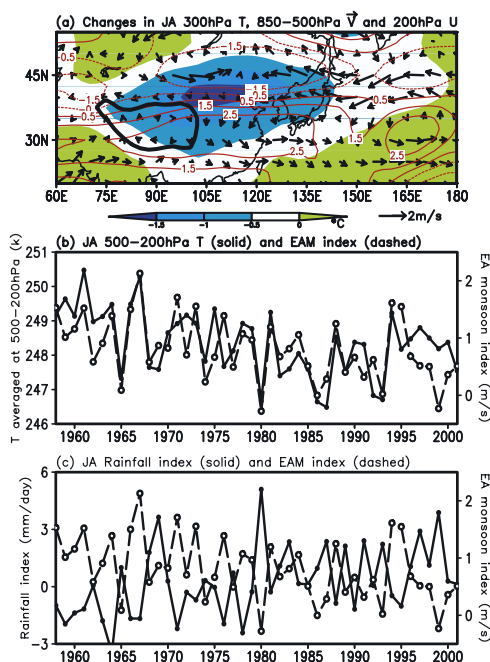 (a) Changes in JA 300hPa T, 850−500hPa V and 200hPa U
45N
30N
0.5
−1.5
−0.5
−1.5
0.5
−1.5
−0.5
0.5
0.5
1.5
1.5
0.5
2.5
2.5
2.5
1.5
1.5
60E 75E 90E 105E 120E 135E 150E 165E 180
−1.5 −1 −0.5 0 °C
2m/s
(b) JA 500−200hPa T (solid) and EAM index (dashed)
T averaged at 500−200hPa (k)
251
250
249
248
247
246
2
1
0
EA monsoon index (m/s)
1960 1965 1970 1975 1980 1985 1990 1995 2000
(c) JA Rainfall index (solid) and EAM index (dashed)
Rainfall index (mm/day)
6
3
0
−3
2
1
0
EA monsoon index (m/s)
1960 1965 1970 1975 1980 1985 1990 1995 2000